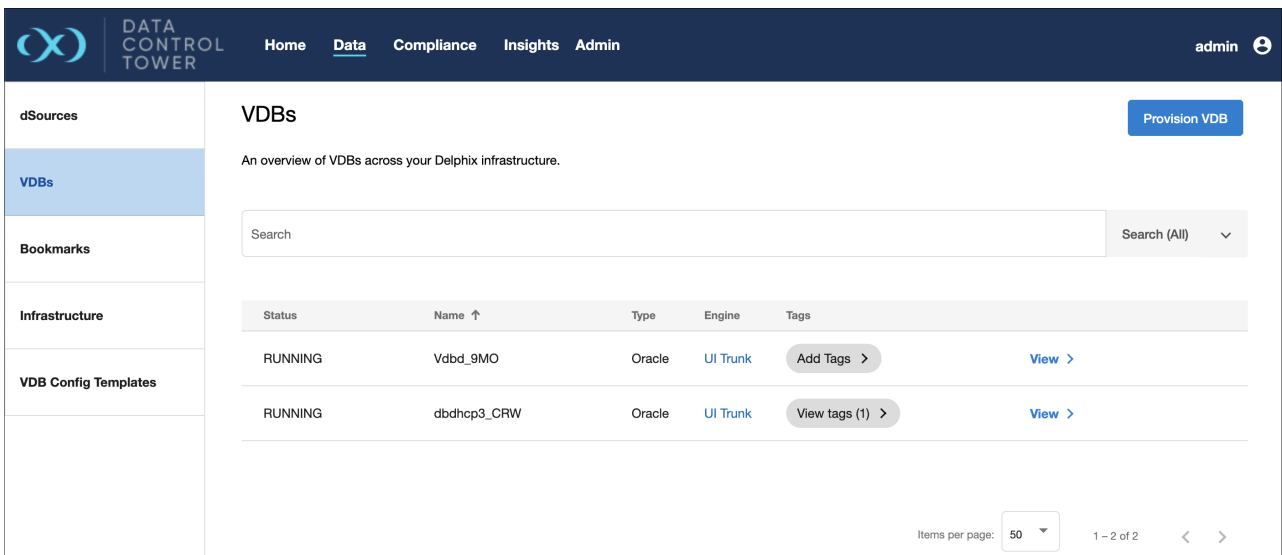 DATA
CONTROL
TOWER
Home Data Compliance Insights Admin
admin
dSources
VDBs
Bookmarks
Infrastructure
VDB Config Templates
VDBs
Provision VDB
An overview of VDBs across your Delphix infrastructure.
Search
Search (All)
Status Name Type Engine Tags
RUNNING Vdbd_9MO Oracle UI Trunk Add Tags View
RUNNING dbdhcp3_CRW Oracle UI Trunk View tags (1) View
Items per page: 50 1 – 2 of 2